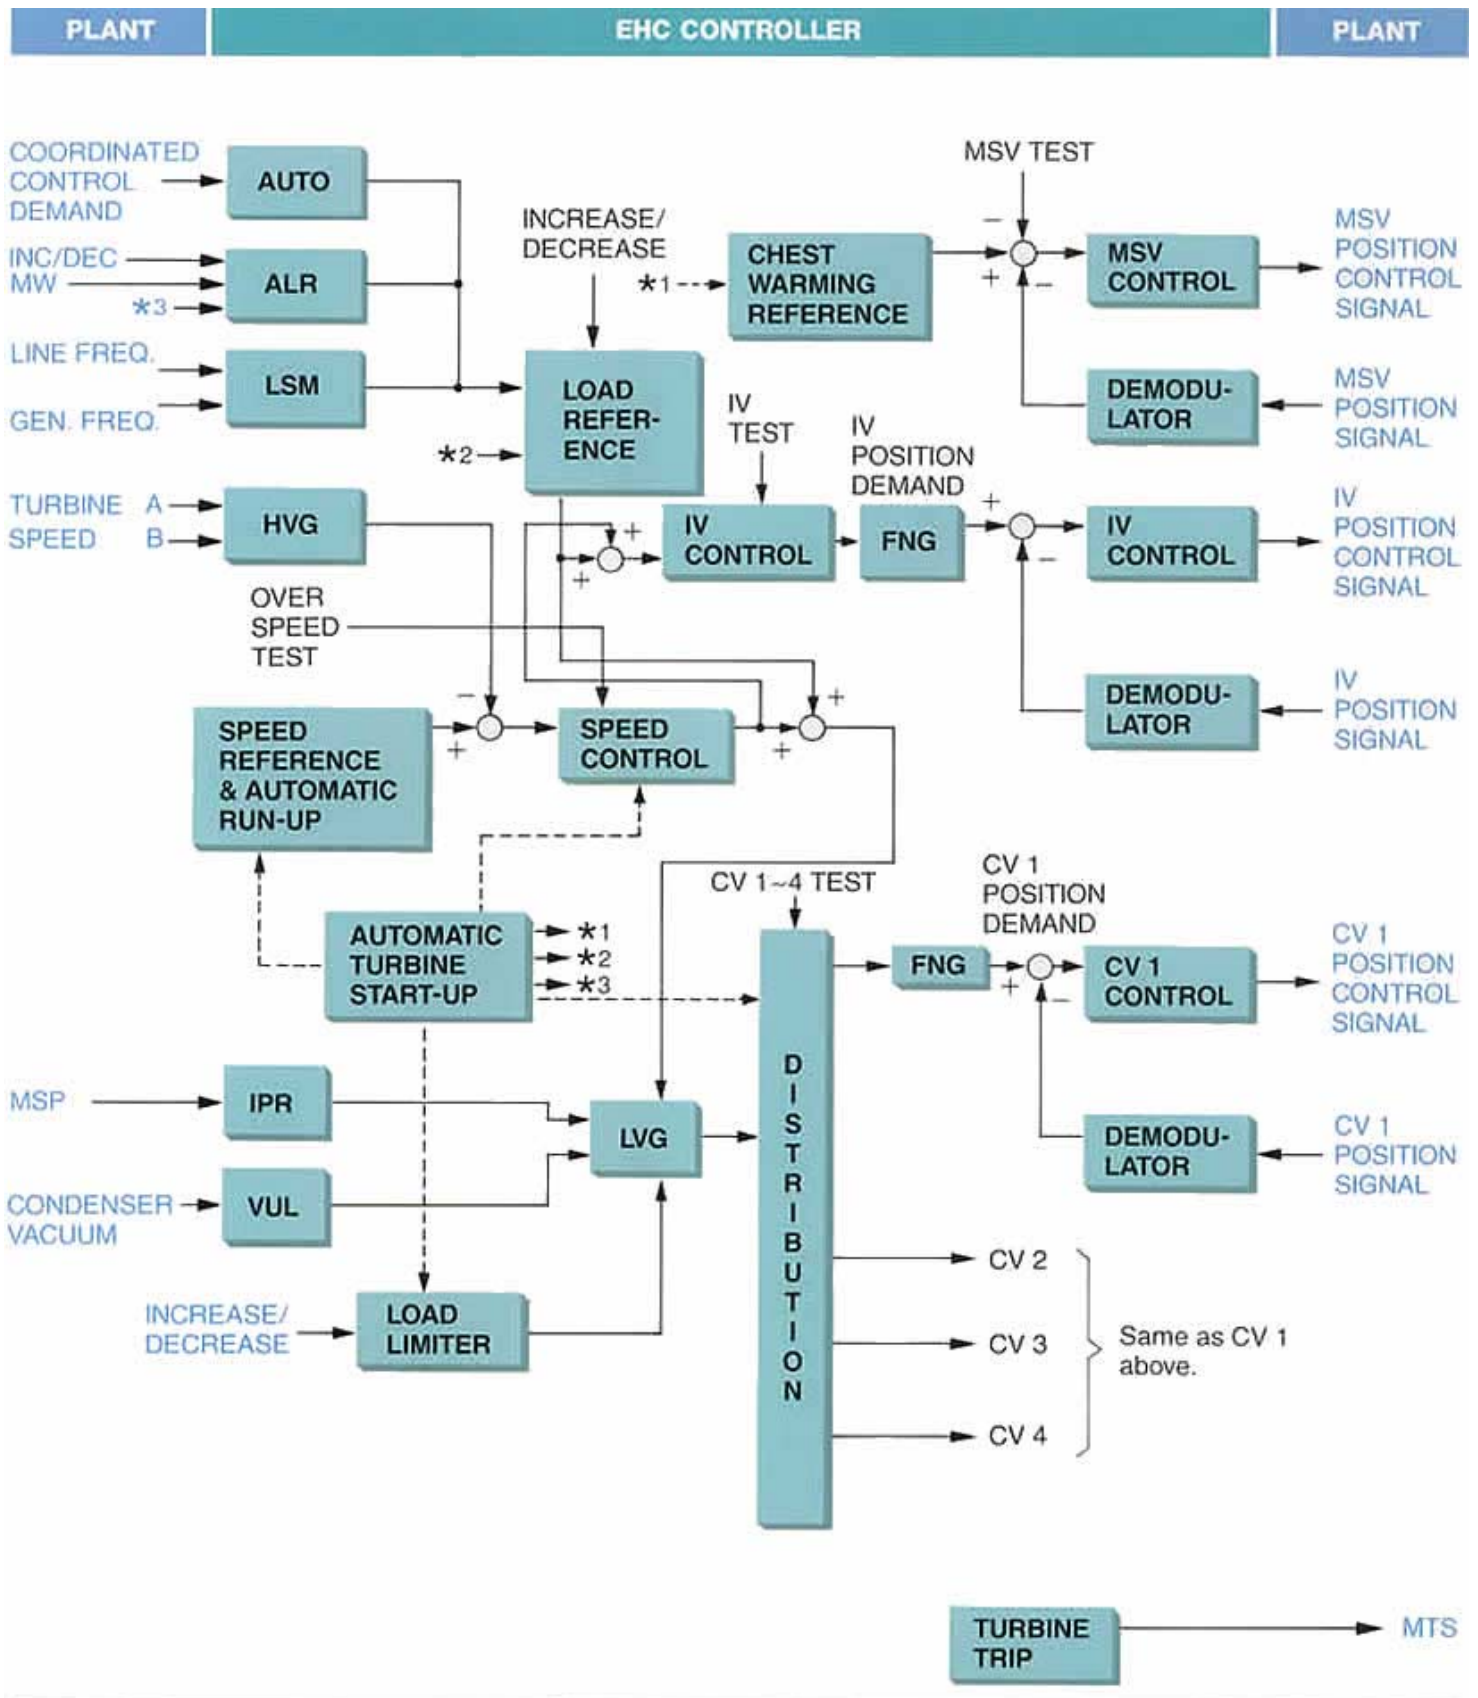 PLANT
EHC CONTROLLER
PLANT
COORDINATED
CONTROL
DEMAND
AUTO
INC/DEC
MW
*3
ALR
LINE FREQ.
GEN. FREQ.
LSM
TURBINE A
SPEED B
HVG
INCREASE/
DECREASE
LOAD
REFER-
ENCE
*2
*1
CHEST
WARMING
REFERENCE
MSV TEST
−
+
−
MSV
CONTROL
MSV
POSITION
CONTROL
SIGNAL
DEMODU-
LATOR
MSV
POSITION
SIGNAL
IV
TEST
+
+
IV
CONTROL
IV
POSITION
DEMAND
FNG
+
−
IV
CONTROL
IV
POSITION
CONTROL
SIGNAL
DEMODU-
LATOR
IV
POSITION
SIGNAL
OVER
SPEED
TEST
SPEED
REFERENCE
& AUTOMATIC
RUN-UP
−
+
SPEED
CONTROL
+
+
AUTOMATIC
TURBINE
START-UP
*1
*2
*3
CV 1~4 TEST
MSP
IPR
CONDENSER
VACUUM
VUL
LVG
INCREASE/
DECREASE
LOAD
LIMITER
DISTRIBUTION
FNG
CV 1
POSITION
DEMAND
+
−
CV 1
CONTROL
CV 1
POSITION
CONTROL
SIGNAL
DEMODU-
LATOR
CV 1
POSITION
SIGNAL
CV 2
CV 3
CV 4
Same as CV 1
above.
TURBINE
TRIP
MTS